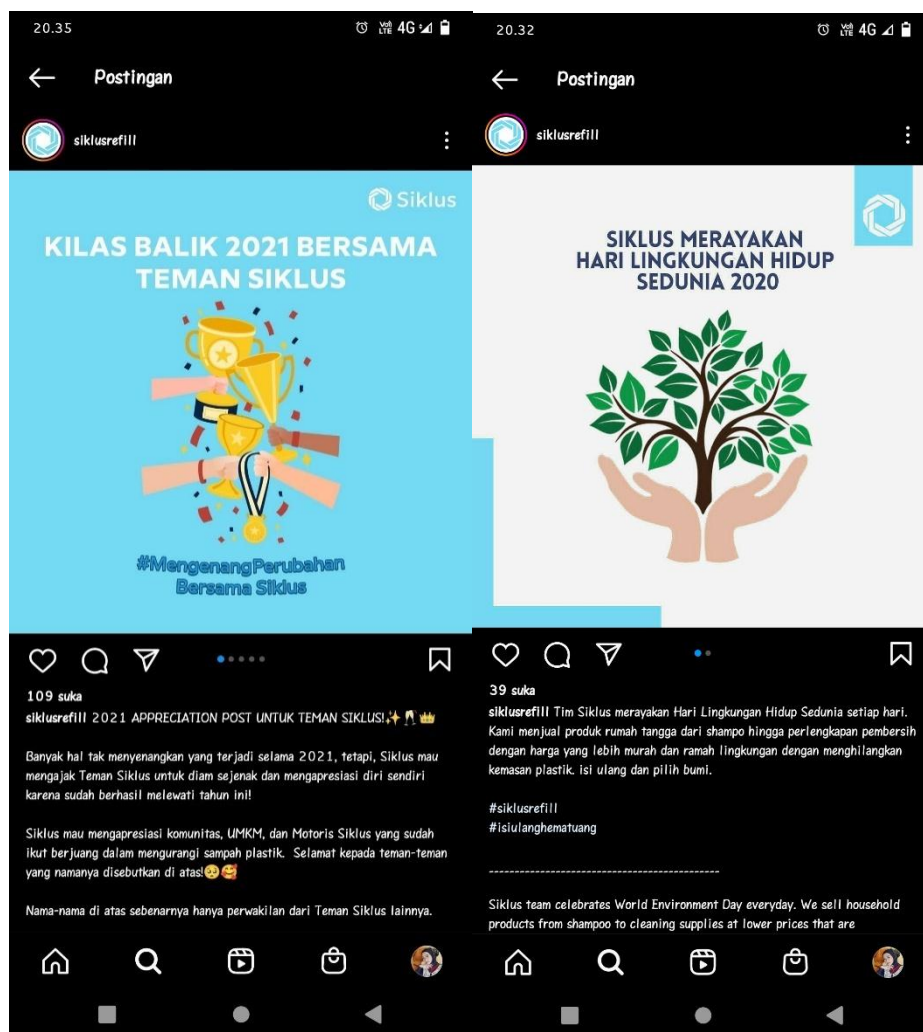 20.35
Vo)) LTE 4G
Postingan
siklusrefill
Siklus
KILAS BALIK 2021 BERSAMA
TEMAN SIKLUS
#MengenangPerubahan
Bersama Siklus
109 suka
siklusrefill 2021 APPRECIATION POST UNTUK TEMAN SIKLUS!✨🥂👑
Banyak hal tak menyenangkan yang terjadi selama 2021, tetapi, Siklus mau
mengajak Teman Siklus untuk diam sejenak dan mengapresiasi diri sendiri
karena sudah berhasil melewati tahun ini!
Siklus mau mengapresiasi komunitas, UMKM, dan Motoris Siklus yang sudah
ikut berjuang dalam mengurangi sampah plastik. Selamat kepada teman-teman
yang namanya disebutkan di atas!🥺🥰
Nama-nama di atas sebenarnya hanya perwakilan dari Teman Siklus lainnya.
20.32
Vo)) LTE 4G
Postingan
siklusrefill
SIKLUS MERAYAKAN
HARI LINGKUNGAN HIDUP
SEDUNIA 2020
39 suka
siklusrefill Tim Siklus merayakan Hari Lingkungan Hidup Sedunia setiap hari.
Kami menjual produk rumah tangga dari shampo hingga perlengkapan pembersih
dengan harga yang lebih murah dan ramah lingkungan dengan menghilangkan
kemasan plastik. isi ulang dan pilih bumi.
#siklusrefill
#isiulanghematuang
----------------------------------------------
Siklus team celebrates World Environment Day everyday. We sell household
products from shampoo to cleaning supplies at lower prices that are